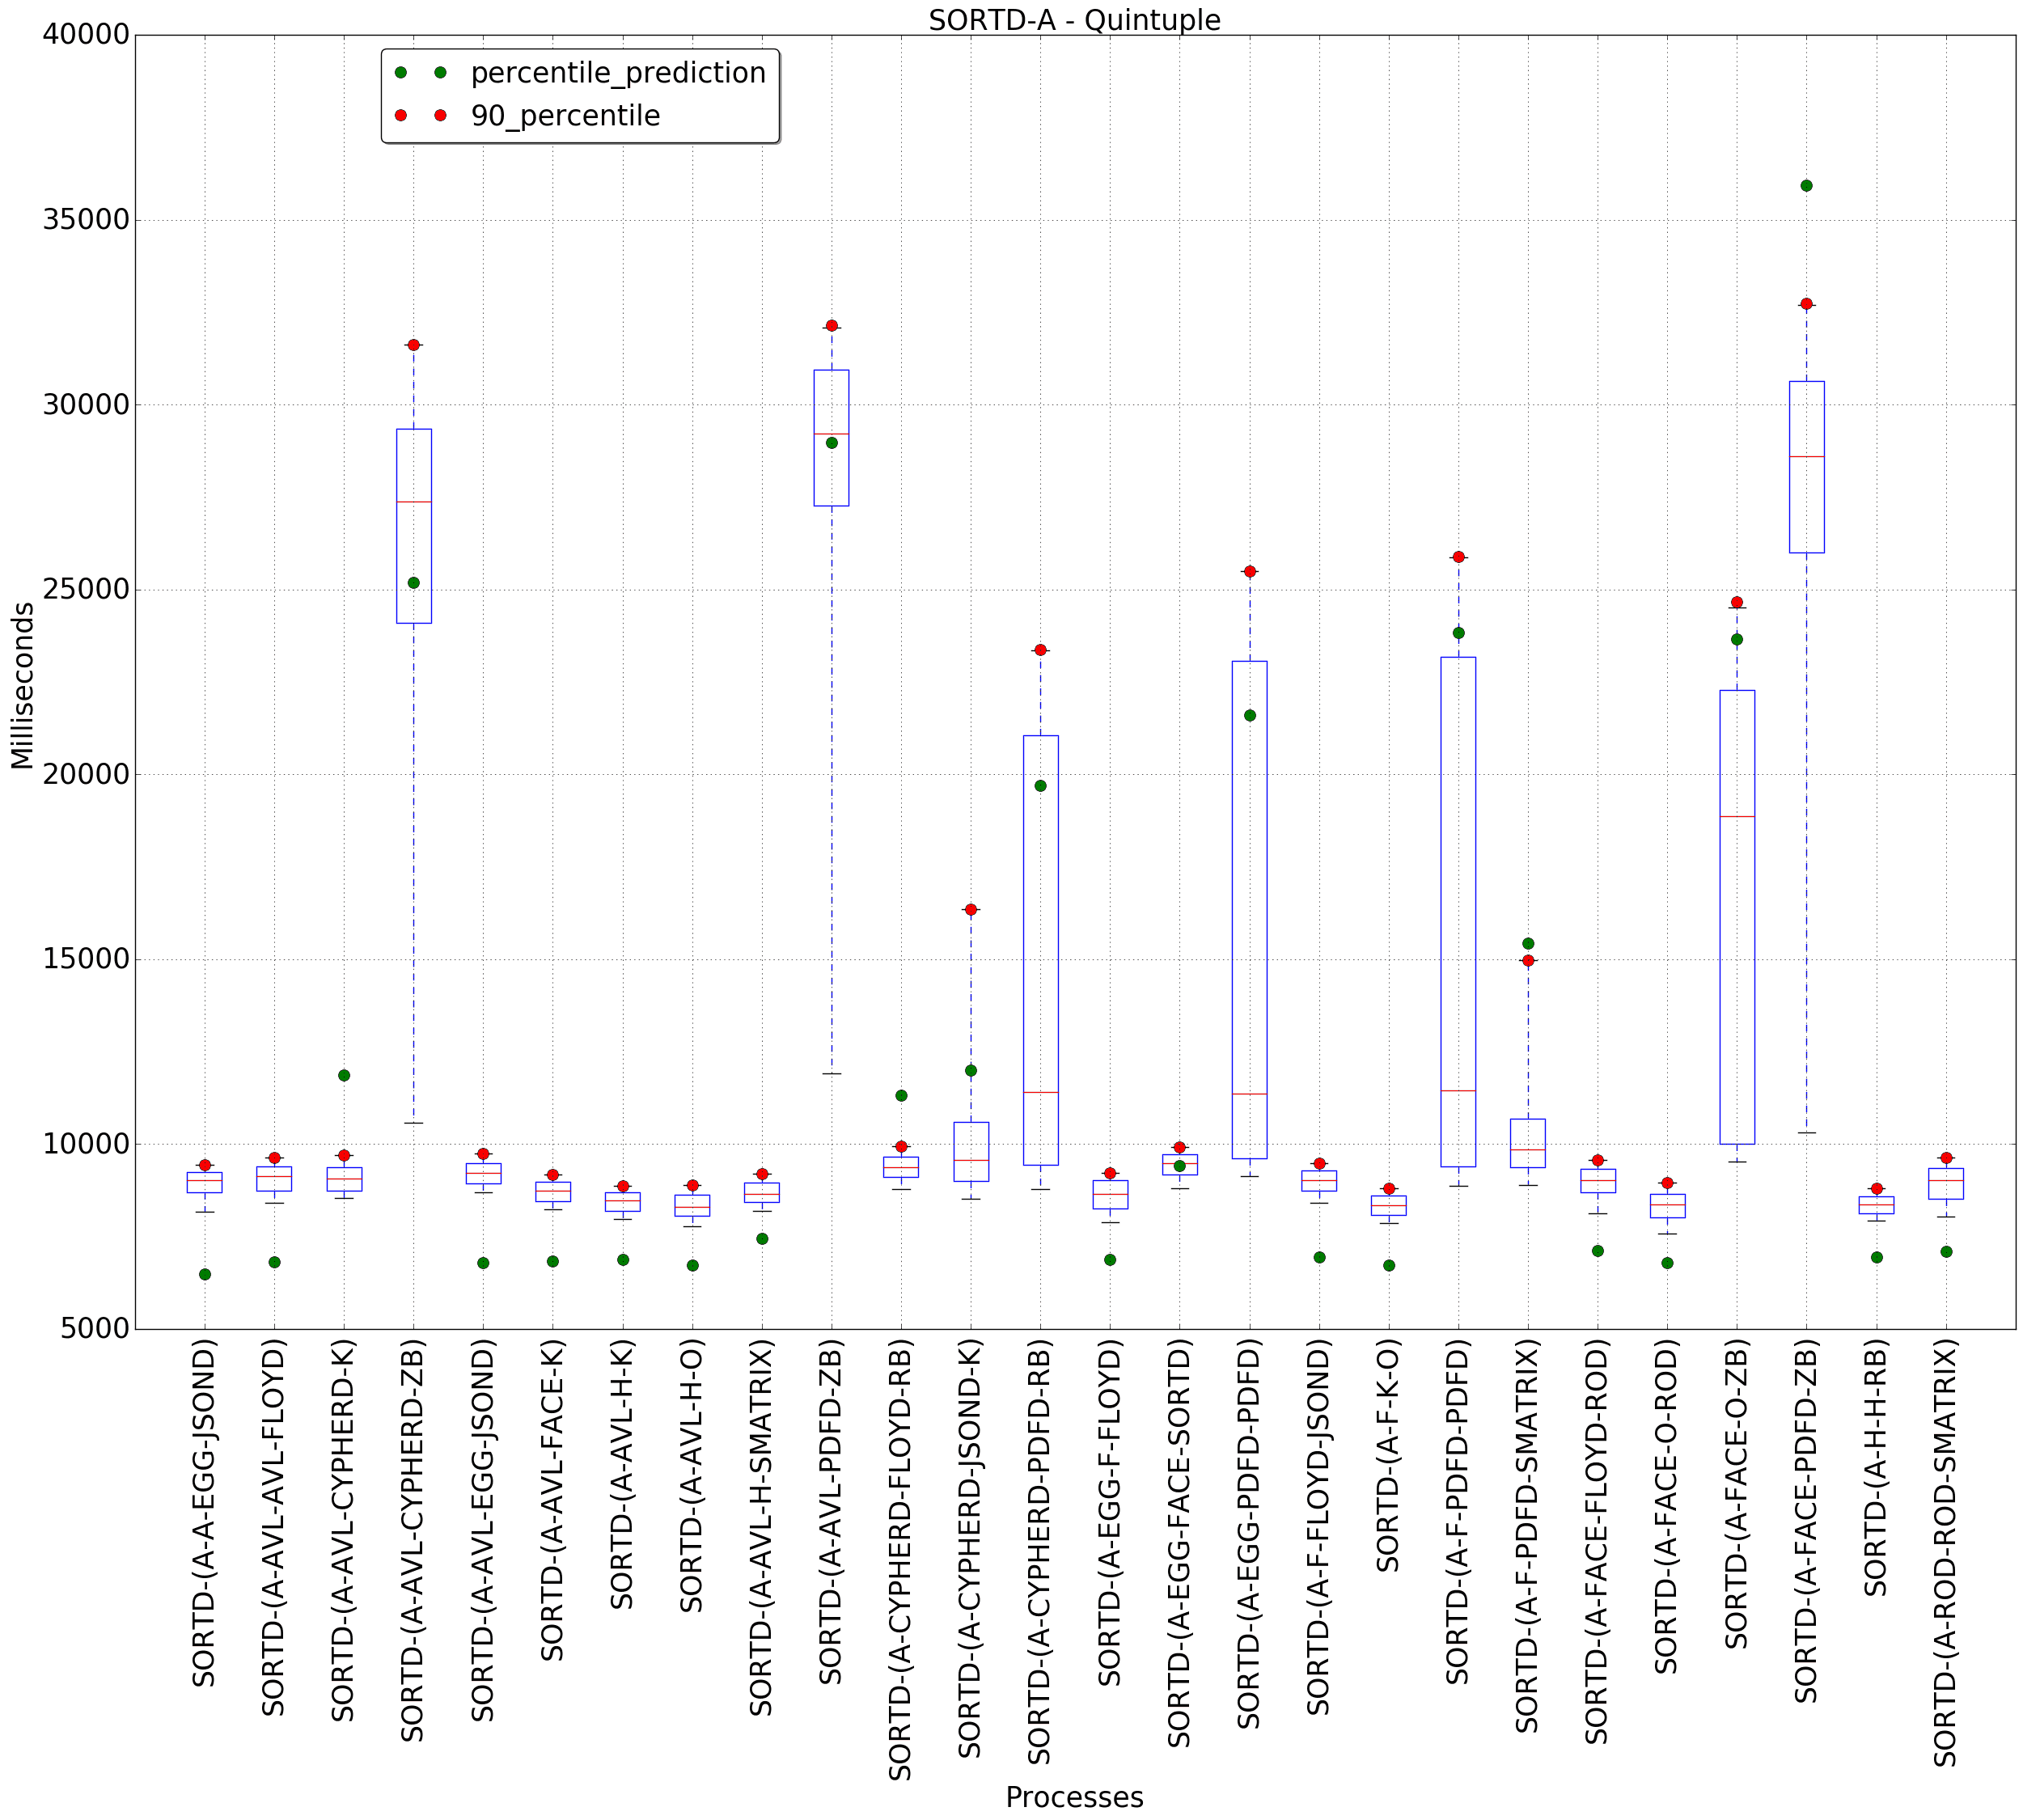 SORTD-A - Quintuple
percentile_prediction
90_percentile
40000
35000
30000
25000
20000
15000
10000
5000
Milliseconds
SORTD-(A-A-EGG-JSOND)
SORTD-(A-AVL-AVL-FLOYD)
SORTD-(A-AVL-CYPHERD-K)
SORTD-(A-AVL-CYPHERD-ZB)
SORTD-(A-AVL-EGG-JSOND)
SORTD-(A-AVL-FACE-K)
SORTD-(A-AVL-H-K)
SORTD-(A-AVL-H-O)
SORTD-(A-AVL-H-SMATRIX)
SORTD-(A-AVL-PDFD-ZB)
SORTD-(A-CYPHERD-FLOYD-RB)
SORTD-(A-CYPHERD-JSOND-K)
SORTD-(A-CYPHERD-PDFD-RB)
SORTD-(A-EGG-F-FLOYD)
SORTD-(A-EGG-FACE-SORTD)
SORTD-(A-EGG-PDFD-PDFD)
SORTD-(A-F-FLOYD-JSOND)
SORTD-(A-F-K-O)
SORTD-(A-F-PDFD-PDFD)
SORTD-(A-F-PDFD-SMATRIX)
SORTD-(A-FACE-FLOYD-ROD)
SORTD-(A-FACE-O-ROD)
SORTD-(A-FACE-O-ZB)
SORTD-(A-FACE-PDFD-ZB)
SORTD-(A-H-H-RB)
SORTD-(A-ROD-ROD-SMATRIX)
Processes